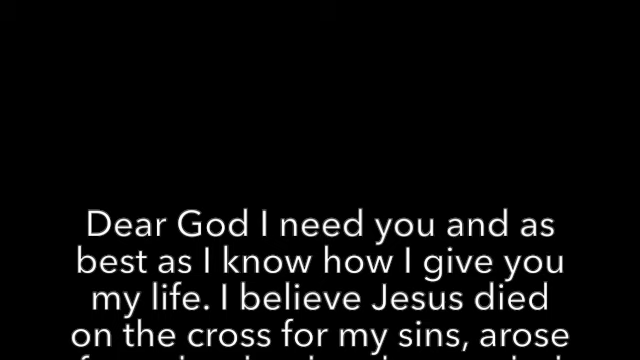 Dear God I need you and as
best as I know how I give you
my life. I believe Jesus died
on the cross for my sins, arose